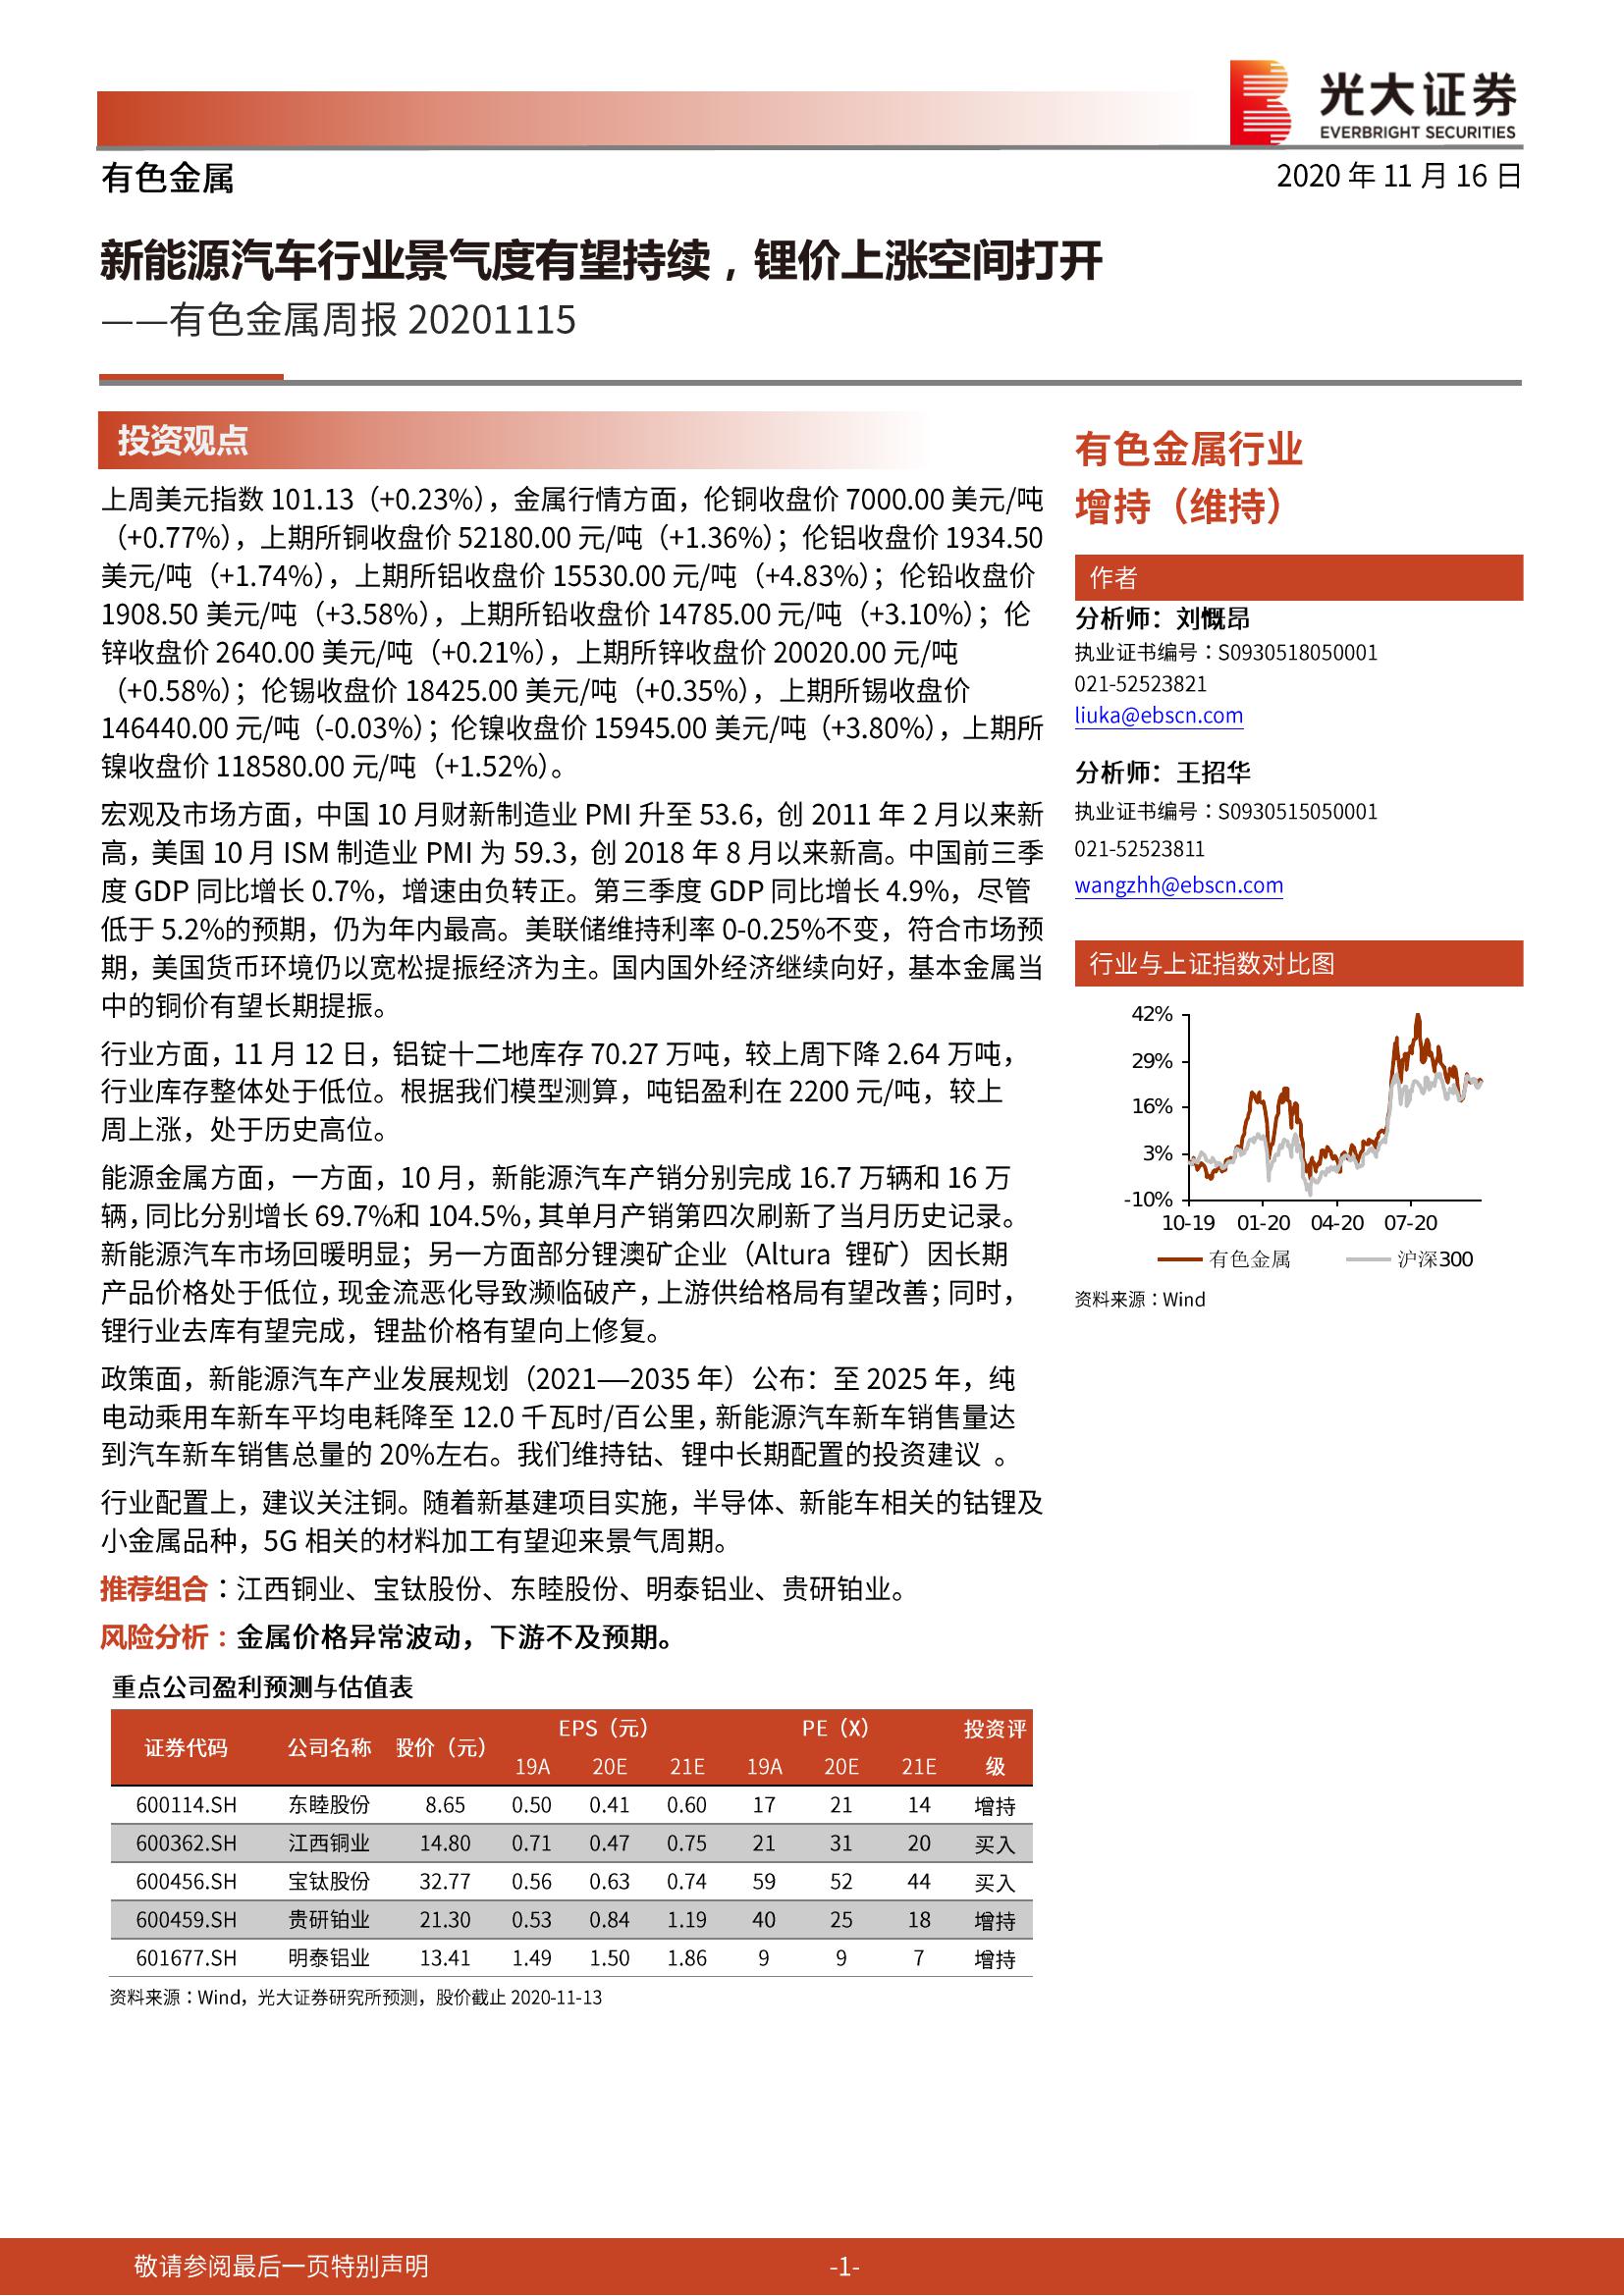 光大证券
EVERBRIGHT SECURITIES
有色金属
2020 年 11 月 16 日
新能源汽车行业景气度有望持续，锂价上涨空间打开
——有色金属周报 20201115
投资观点
上周美元指数 101.13（+0.23%），金属行情方面，伦铜收盘价 7000.00 美元/吨
（+0.77%），上期所铜收盘价 52180.00 元/吨（+1.36%）；伦铝收盘价 1934.50
美元/吨（+1.74%），上期所铝收盘价 15530.00 元/吨（+4.83%）；伦铅收盘价
1908.50 美元/吨（+3.58%），上期所铅收盘价 14785.00 元/吨（+3.10%）；伦
锌收盘价 2640.00 美元/吨（+0.21%），上期所锌收盘价 20020.00 元/吨
（+0.58%）；伦锡收盘价 18425.00 美元/吨（+0.35%），上期所锡收盘价
146440.00 元/吨（-0.03%）；伦镍收盘价 15945.00 美元/吨（+3.80%），上期所
镍收盘价 118580.00 元/吨（+1.52%）。
宏观及市场方面，中国 10 月财新制造业 PMI 升至 53.6，创 2011 年 2 月以来新
高，美国 10 月 ISM 制造业 PMI 为 59.3，创 2018 年 8 月以来新高。中国前三季
度 GDP 同比增长 0.7%，增速由负转正。第三季度 GDP 同比增长 4.9%，尽管
低于 5.2%的预期，仍为年内最高。美联储维持利率 0-0.25%不变，符合市场预
期，美国货币环境仍以宽松提振经济为主。国内国外经济继续向好，基本金属当
中的铜价有望长期提振。
行业方面，11 月 12 日，铝锭十二地库存 70.27 万吨，较上周下降 2.64 万吨，
行业库存整体处于低位。根据我们模型测算，吨铝盈利在 2200 元/吨，较上
周上涨，处于历史高位。
能源金属方面，一方面，10 月，新能源汽车产销分别完成 16.7 万辆和 16 万
辆，同比分别增长 69.7%和 104.5%，其单月产销第四次刷新了当月历史记录。
新能源汽车市场回暖明显；另一方面部分锂澳矿企业（Altura 锂矿）因长期
产品价格处于低位，现金流恶化导致濒临破产，上游供给格局有望改善；同时，
锂行业去库有望完成，锂盐价格有望向上修复。
政策面，新能源汽车产业发展规划（2021—2035 年）公布：至 2025 年，纯
电动乘用车新车平均电耗降至 12.0 千瓦时/百公里，新能源汽车新车销售量达
到汽车新车销售总量的 20%左右。我们维持钴、锂中长期配置的投资建议 。
行业配置上，建议关注铜。随着新基建项目实施，半导体、新能车相关的钴锂及
小金属品种，5G 相关的材料加工有望迎来景气周期。
推荐组合：江西铜业、宝钛股份、东睦股份、明泰铝业、贵研铂业。
风险分析：金属价格异常波动，下游不及预期。
重点公司盈利预测与估值表
证券代码 公司名称 股价（元） EPS（元） PE（X） 投资评级
19A 20E 21E 19A 20E 21E
600114.SH 东睦股份 8.65 0.50 0.41 0.60 17 21 14 增持
600362.SH 江西铜业 14.80 0.71 0.47 0.75 21 31 20 买入
600456.SH 宝钛股份 32.77 0.56 0.63 0.74 59 52 44 买入
600459.SH 贵研铂业 21.30 0.53 0.84 1.19 40 25 18 增持
601677.SH 明泰铝业 13.41 1.49 1.50 1.86 9 9 7 增持
资料来源：Wind，光大证券研究所预测，股价截止 2020-11-13
有色金属行业
增持（维持）
作者
分析师：刘慨昂
执业证书编号：S0930518050001
021-52523821
liuka@ebscn.com
分析师：王招华
执业证书编号：S0930515050001
021-52523811
wangzhh@ebscn.com
行业与上证指数对比图
42%
29%
16%
3%
-10%
10-19 01-20 04-20 07-20
有色金属 沪深300
资料来源：Wind
敬请参阅最后一页特别声明
-1-